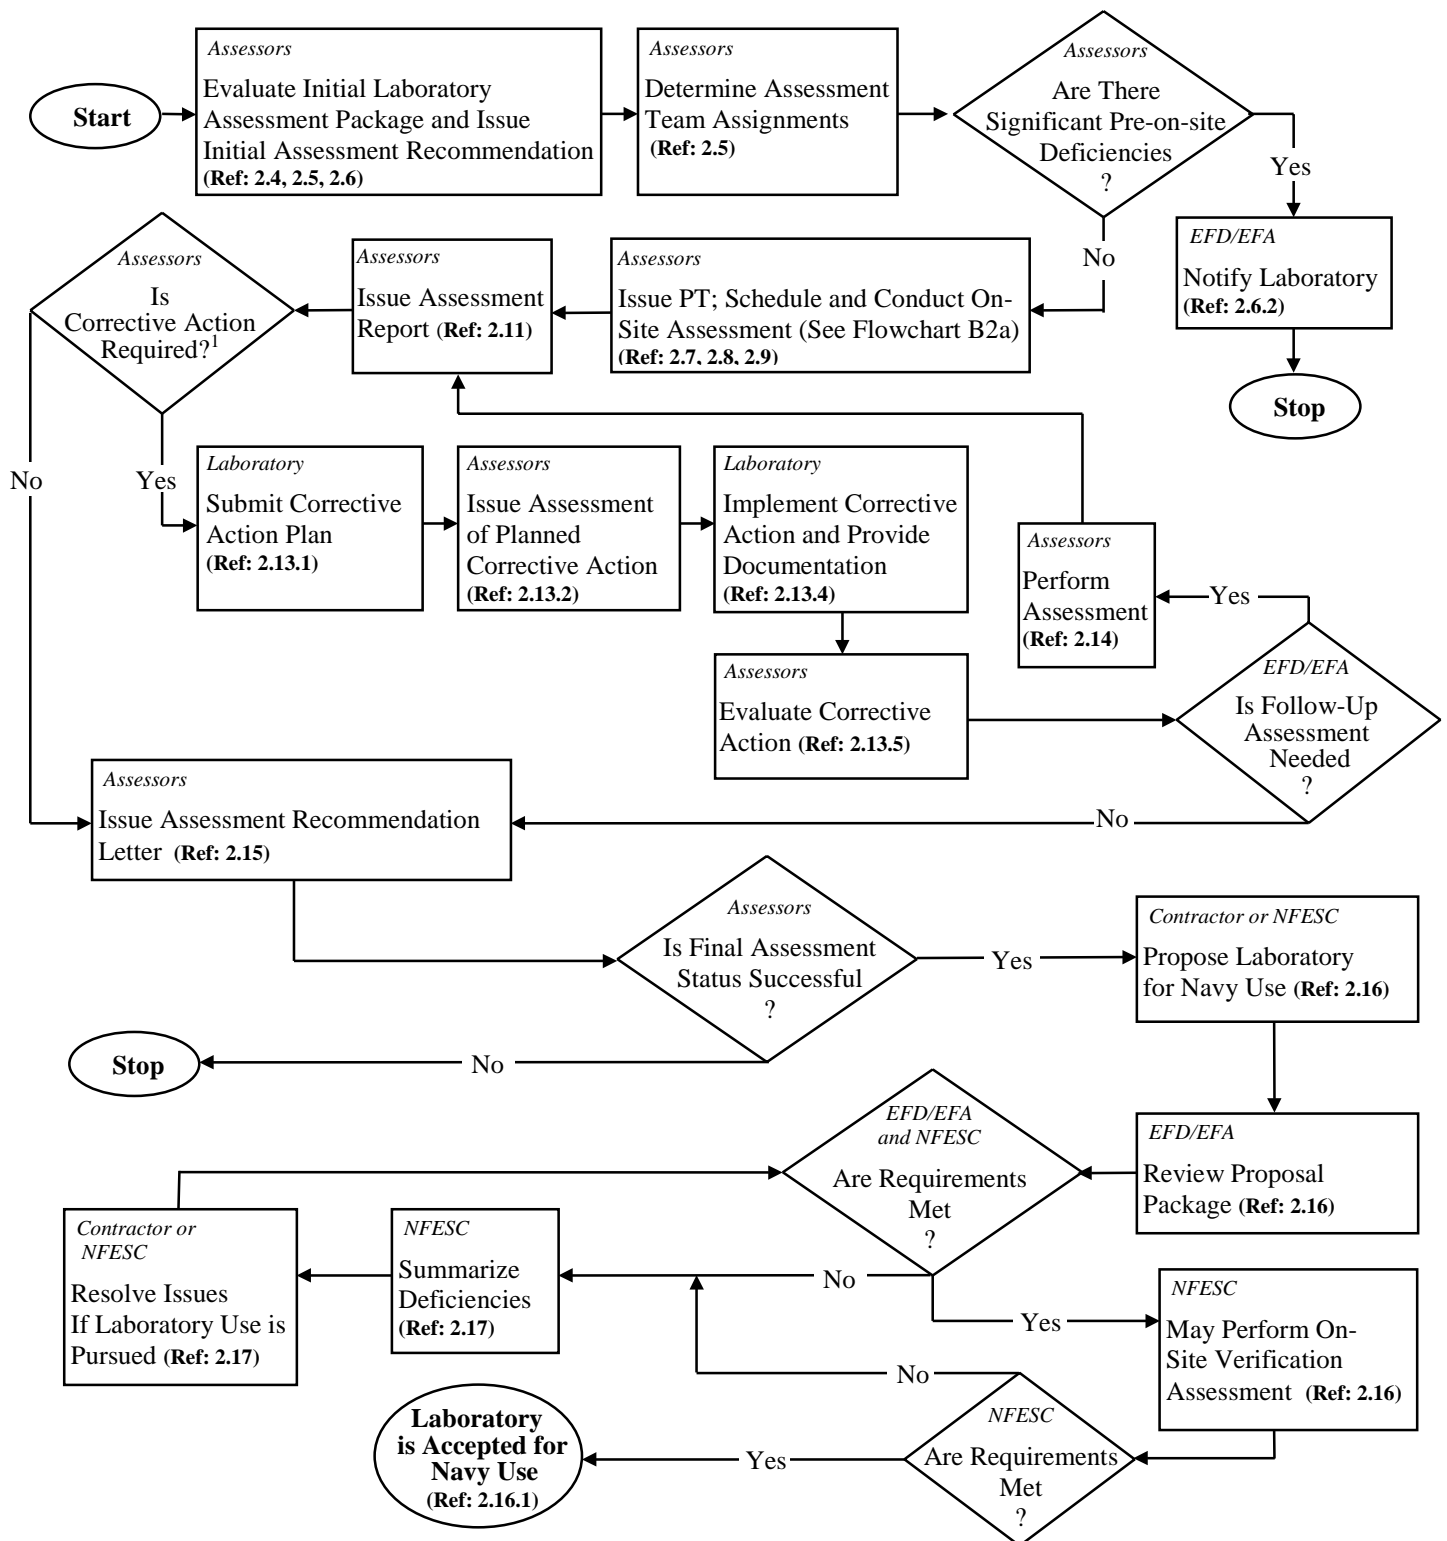 Start
Assessors
Evaluate Initial Laboratory
Assessment Package and Issue
Initial Assessment Recommendation
(Ref: 2.4, 2.5, 2.6)
Assessors
Determine Assessment
Team Assignments
(Ref: 2.5)
Assessors
Are There
Significant Pre-on-site
Deficiencies
?
Yes
No
EFD/EFA
Notify Laboratory
(Ref: 2.6.2)
Stop
Assessors
Issue PT; Schedule and Conduct On-
Site Assessment (See Flowchart B2a)
(Ref: 2.7, 2.8, 2.9)
Assessors
Issue Assessment
Report (Ref: 2.11)
Assessors
Is
Corrective Action
Required?1
No
Yes
Laboratory
Submit Corrective
Action Plan
(Ref: 2.13.1)
Assessors
Issue Assessment
of Planned
Corrective Action
(Ref: 2.13.2)
Laboratory
Implement Corrective
Action and Provide
Documentation
(Ref: 2.13.4)
Assessors
Perform
Assessment
(Ref: 2.14)
Yes
Assessors
Evaluate Corrective
Action (Ref: 2.13.5)
EFD/EFA
Is Follow-Up
Assessment
Needed
?
No
Assessors
Issue Assessment Recommendation
Letter (Ref: 2.15)
Assessors
Is Final Assessment
Status Successful
?
Yes
No
Stop
Contractor or NFESC
Propose Laboratory
for Navy Use (Ref: 2.16)
EFD/EFA
Review Proposal
Package (Ref: 2.16)
EFD/EFA
and NFESC
Are Requirements
Met
?
No
Yes
NFESC
Summarize
Deficiencies
(Ref: 2.17)
Contractor or
NFESC
Resolve Issues
If Laboratory Use is
Pursued (Ref: 2.17)
NFESC
May Perform On-
Site Verification
Assessment (Ref: 2.16)
NFESC
Are Requirements
Met
?
No
Yes
Laboratory
is Accepted for
Navy Use
(Ref: 2.16.1)